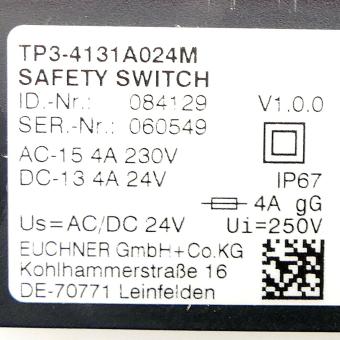 TP3-4131A024M
SAFETY SWITCH
ID.-Nr.: 084129 V1.0.0
SER.-Nr.: 060549
AC-15 4A 230V
DC-13 4A 24V IP67
4A gG
Us=AC/DC 24V Ui=250V
EUCHNER GmbH+Co.KG
Kohlhammerstraße 16
DE-70771 Leinfelden